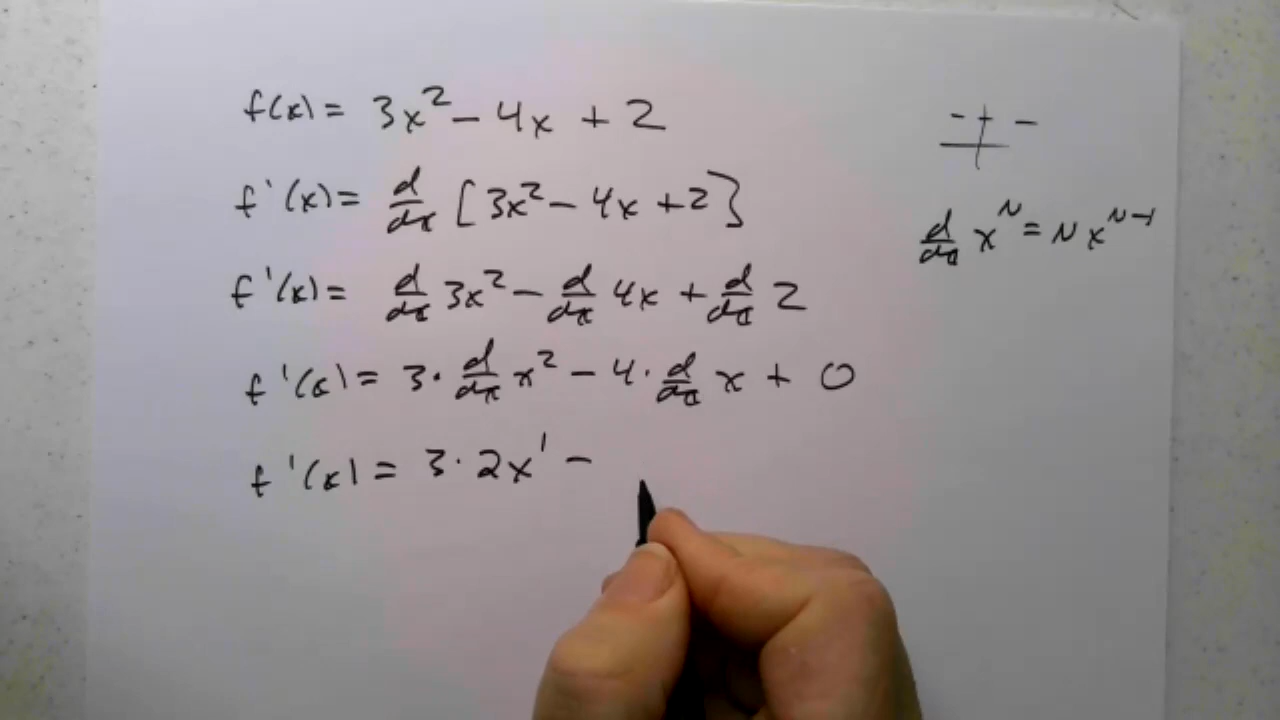 f(x) = 3x² - 4x + 2
f'(x) = d/dx [3x² - 4x + 2]
f'(x) = d/dx 3x² - d/dx 4x + d/dx 2
f'(x) = 3 · d/dx x² - 4 · d/dx x + 0
f'(x) = 3 · 2x¹ -
- + -
d/dx x^N = N x^(N-1)